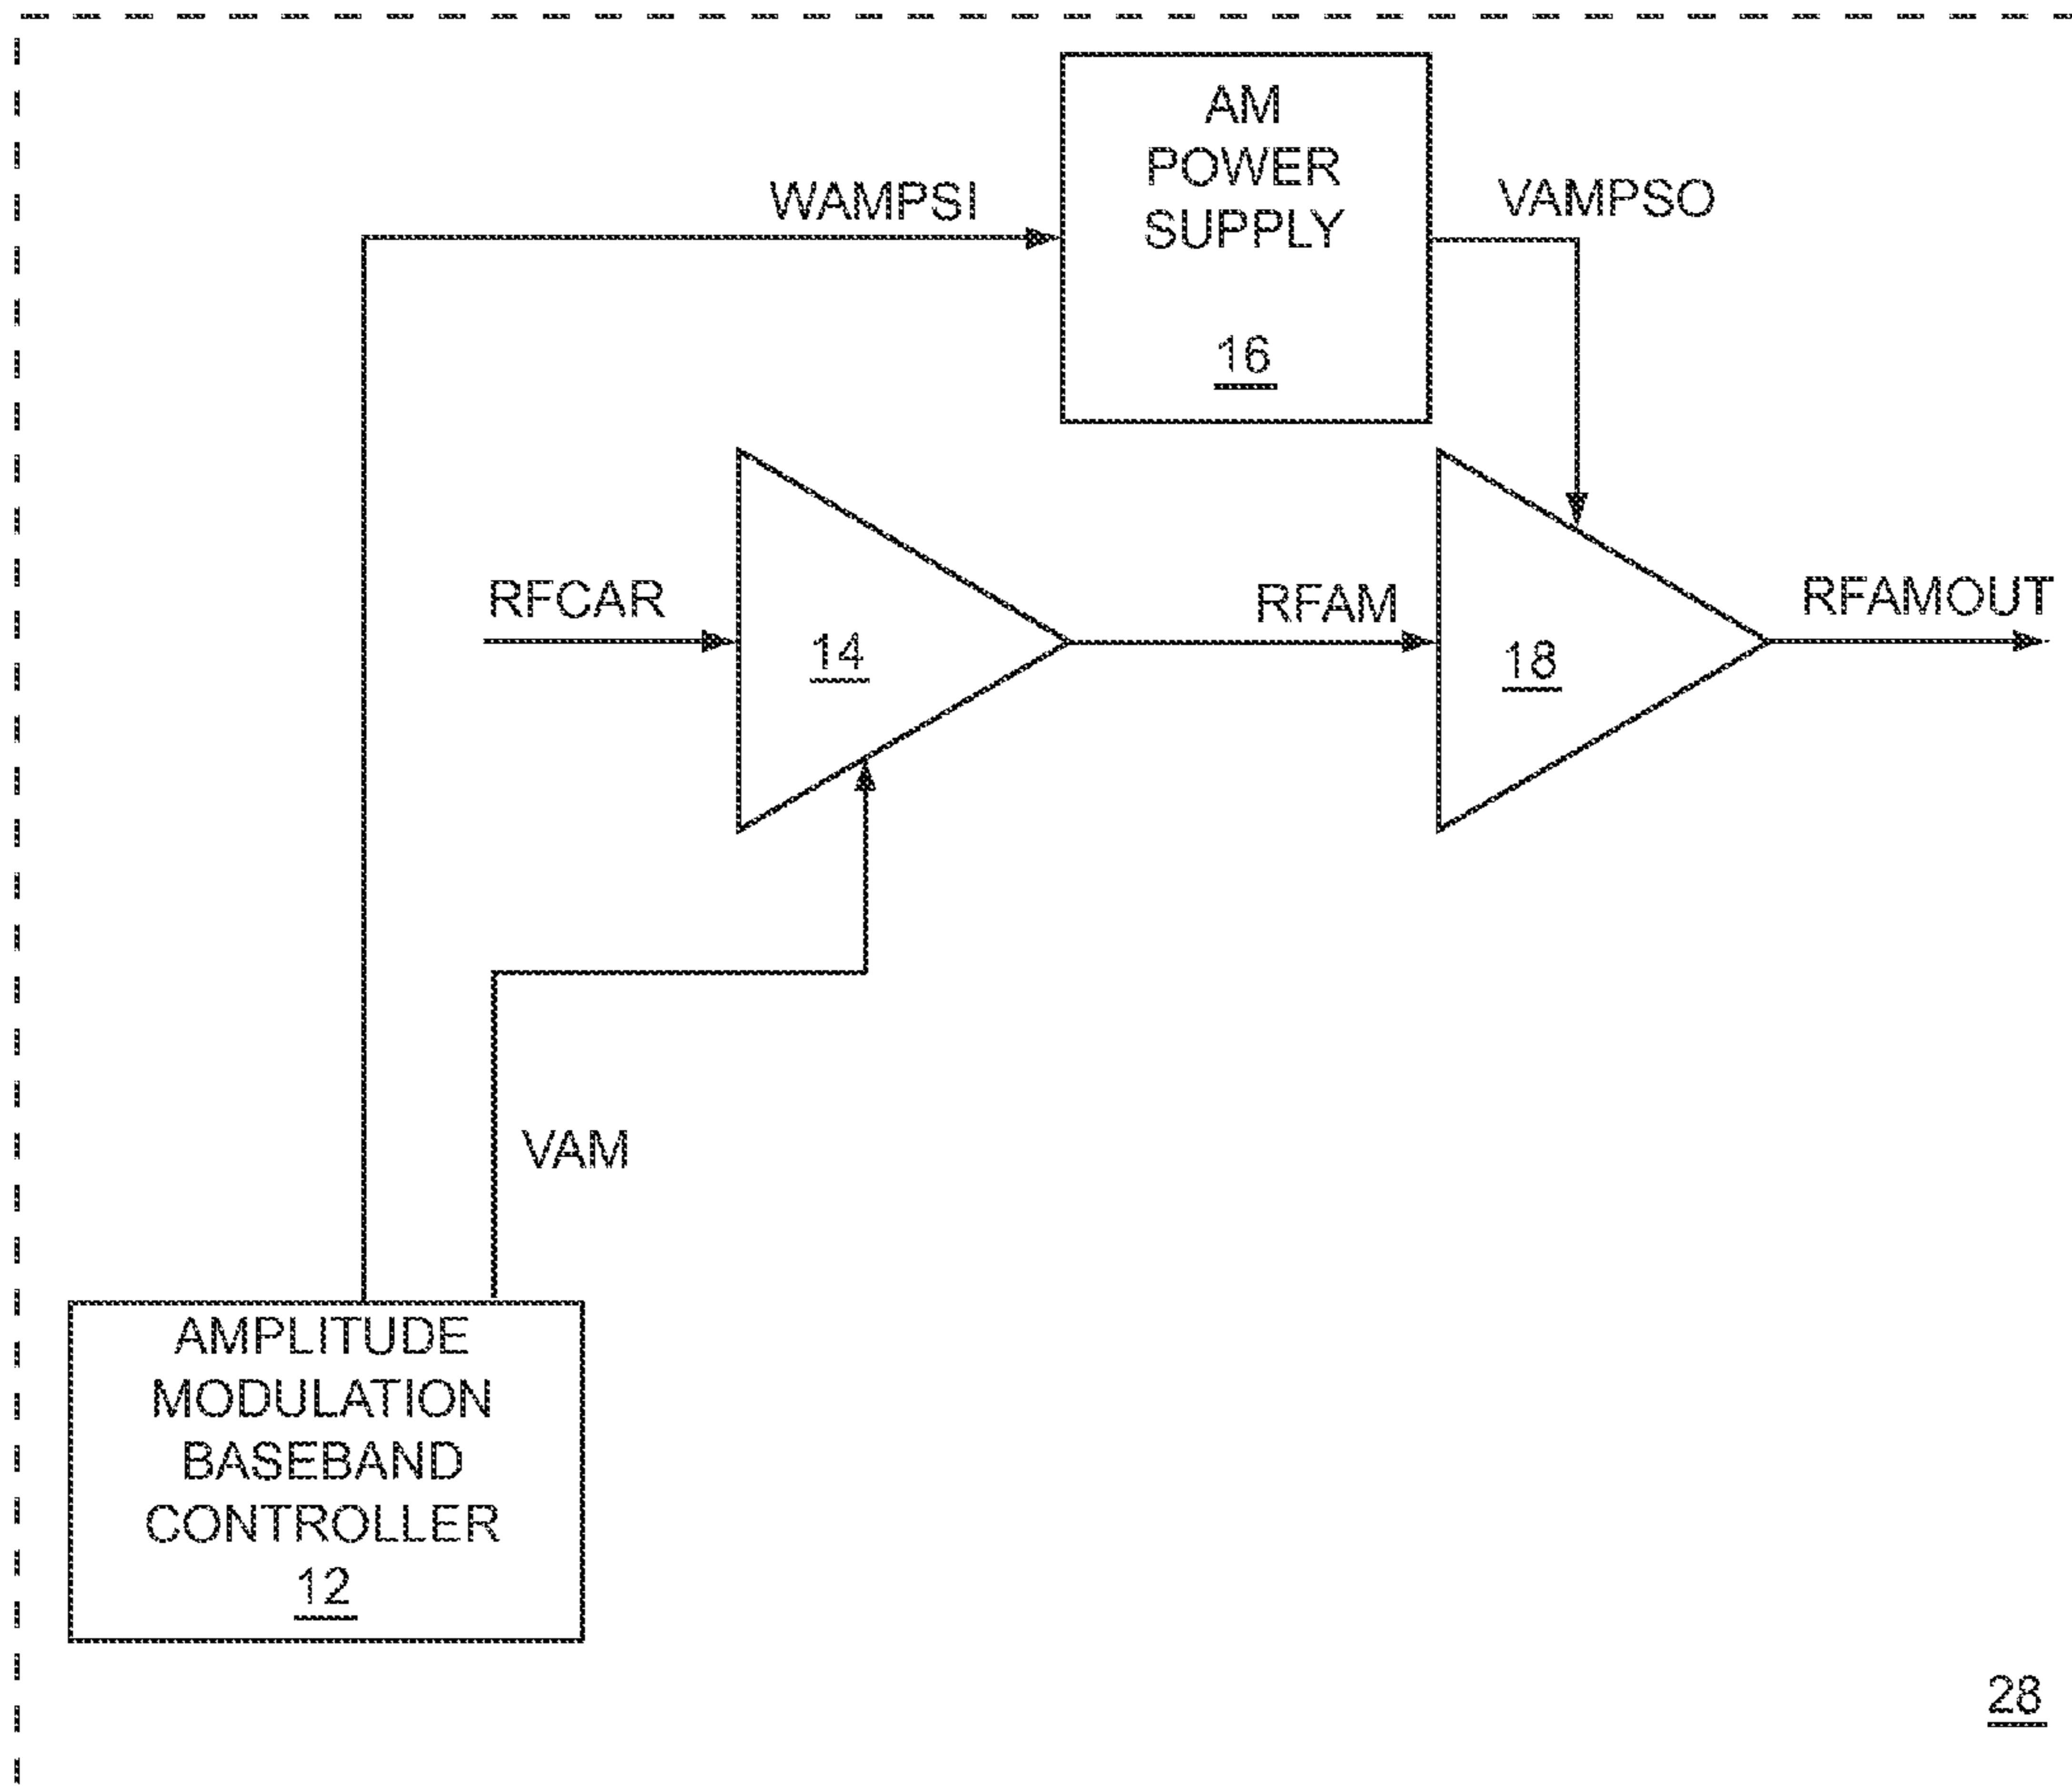 AM
POWER
SUPPLY
16
WAMPSI
VAMPSO
RFCAR
14
RFAM
18
RFAMOUT
VAM
AMPLITUDE
MODULATION
BASEBAND
CONTROLLER
12
28